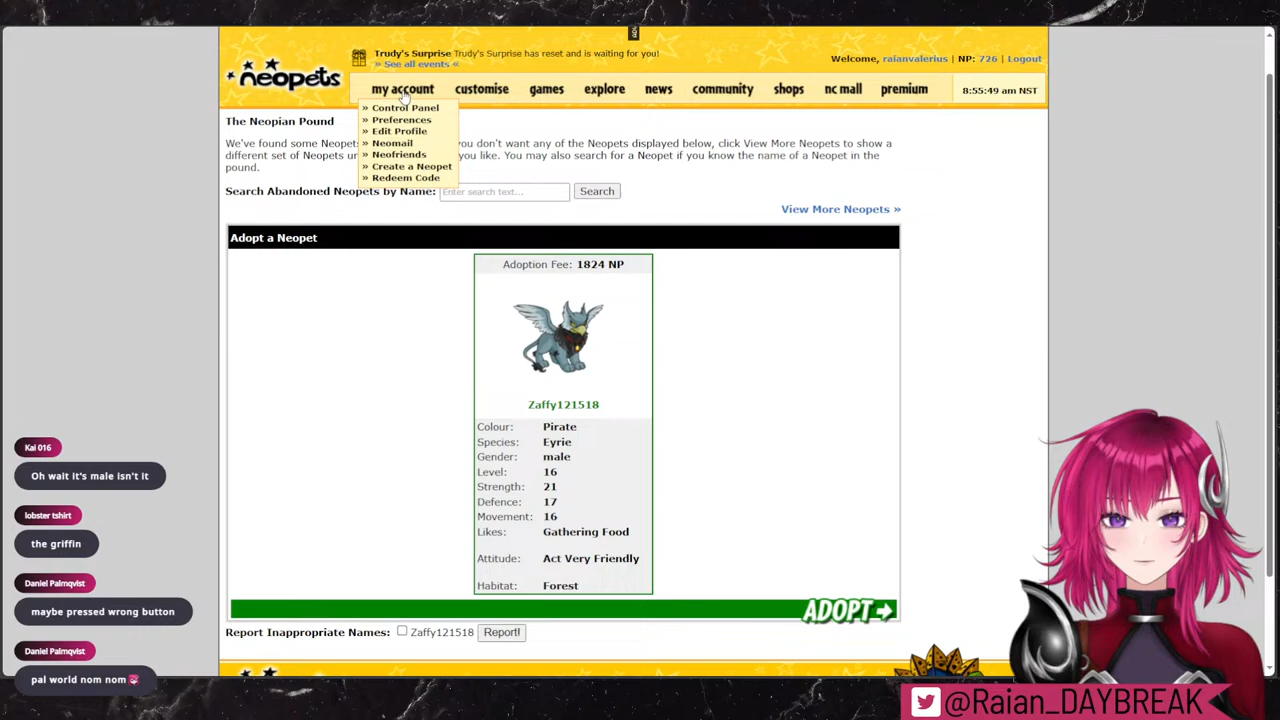 Trudy's Surprise Trudy's Surprise has reset and is waiting for you!
» See all events «
Welcome, raianvalerius | NP: 726 | Logout
neopets
my account customise games explore news community shops nc mall premium
8:55:49 am NST
» Control Panel
» Preferences
» Edit Profile
» Neomail
» Neofriends
» Create a Neopet
» Redeem Code
The Neopian Pound
We've found some Neopets
you don't want any of the Neopets displayed below, click View More Neopets to show a
different set of Neopets
you like. You may also search for a Neopet if you know the name of a Neopet in the
pound.
Search Abandoned Neopets by Name: Enter search text... Search
View More Neopets »
Adopt a Neopet
Adoption Fee: 1824 NP
Zaffy121518
Colour: Pirate
Species: Eyrie
Gender: male
Level: 16
Strength: 21
Defence: 17
Movement: 16
Likes: Gathering Food
Attitude: Act Very Friendly
Habitat: Forest
ADOPT
Report Inappropriate Names: Zaffy121518 Report!
Kai 016
Oh wait it's male isn't it
lobster tshirt
the griffin
Daniel Palmqvist
maybe pressed wrong button
Daniel Palmqvist
pal world nom nom
@Raian_DAYBREAK